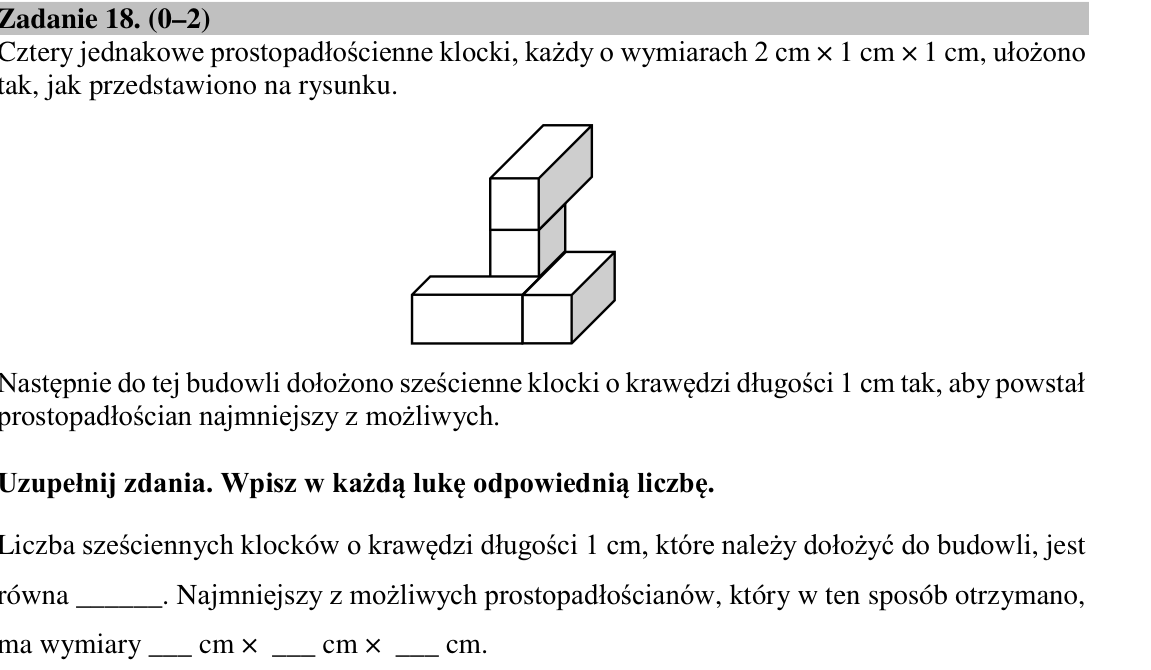 Zadanie 18. (0–2)
Cztery jednakowe prostopadłościenne klocki, każdy o wymiarach 2 cm × 1 cm × 1 cm, ułożono
tak, jak przedstawiono na rysunku.
Następnie do tej budowli dołożono sześcienne klocki o krawędzi długości 1 cm tak, aby powstał
prostopadłościan najmniejszy z możliwych.
Uzupełnij zdania. Wpisz w każdą lukę odpowiednią liczbę.
Liczba sześciennych klocków o krawędzi długości 1 cm, które należy dołożyć do budowli, jest
równa ______. Najmniejszy z możliwych prostopadłościanów, który w ten sposób otrzymano,
ma wymiary ___ cm × ___ cm × ___ cm.